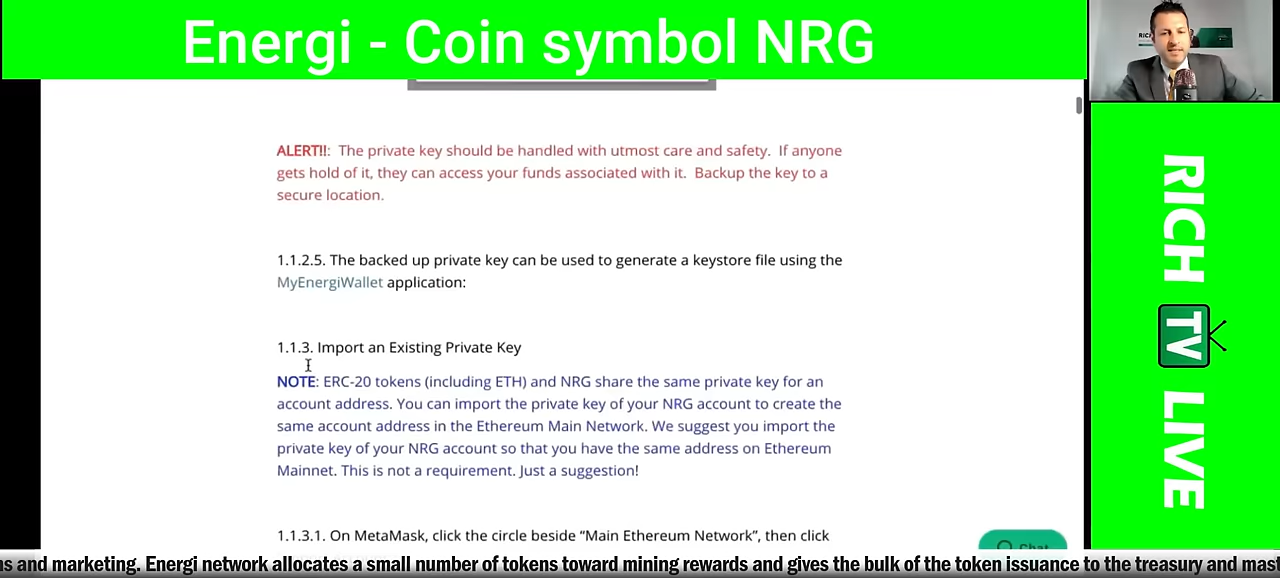 Energi - Coin symbol NRG
ALERT!!: The private key should be handled with utmost care and safety. If anyone
gets hold of it, they can access your funds associated with it. Backup the key to a
secure location.
1.1.2.5. The backed up private key can be used to generate a keystore file using the
MyEnergiWallet application:
1.1.3. Import an Existing Private Key
NOTE: ERC-20 tokens (including ETH) and NRG share the same private key for an
account address. You can import the private key of your NRG account to create the
same account address in the Ethereum Main Network. We suggest you import the
private key of your NRG account so that you have the same address on Ethereum
Mainnet. This is not a requirement. Just a suggestion!
1.1.3.1. On MetaMask, click the circle beside “Main Ethereum Network”, then click
Chat
RICH TV LIVE
and marketing. Energi network allocates a small number of tokens toward mining rewards and gives the bulk of the token issuance to the treasury and